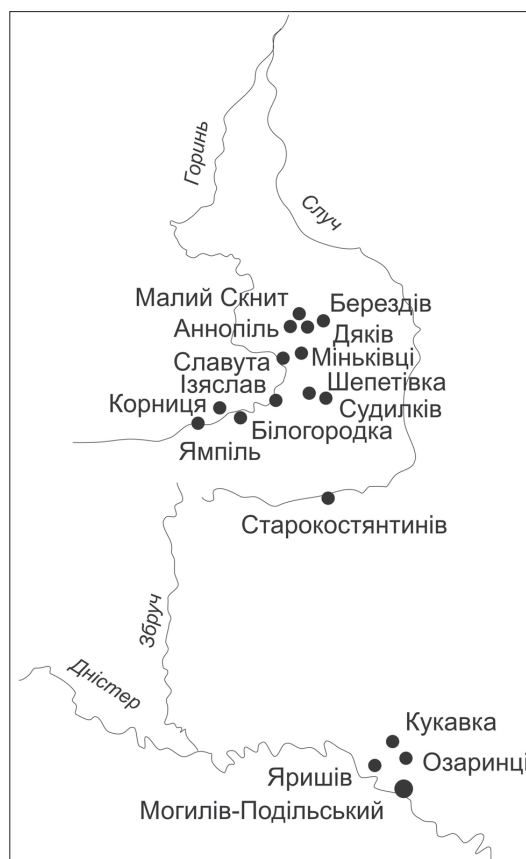 Горинь
Случ
Малий Скнит
Берездів
Аннопіль
Дяків
Славута
Міньківці
Ізяслав
Шепетівка
Корниця
Судилків
Білогородка
Ямпіль
Старокостянтинів
Збруч
Дністер
Кукавка
Озаринці
Яришів
Могилів-Подільський